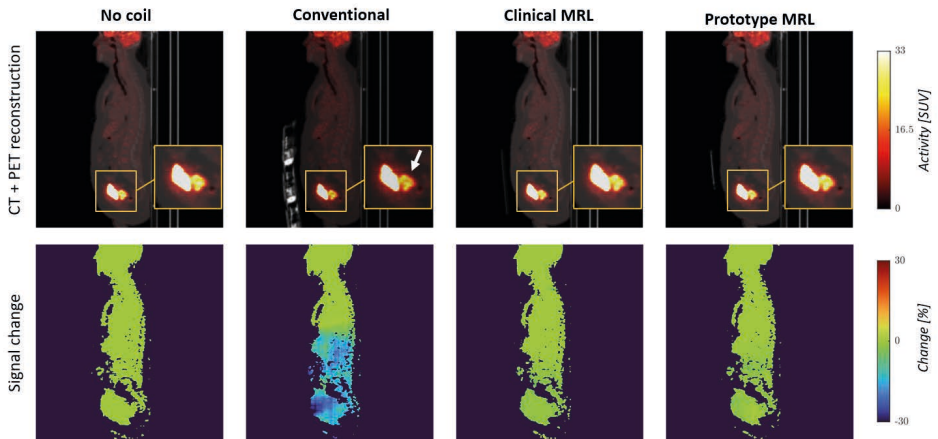 No coil
Conventional
Clinical MRL
Prototype MRL
CT + PET reconstruction
33
16.5
0
Activity [SUV]
Signal change
30
0
-30
Change [%]